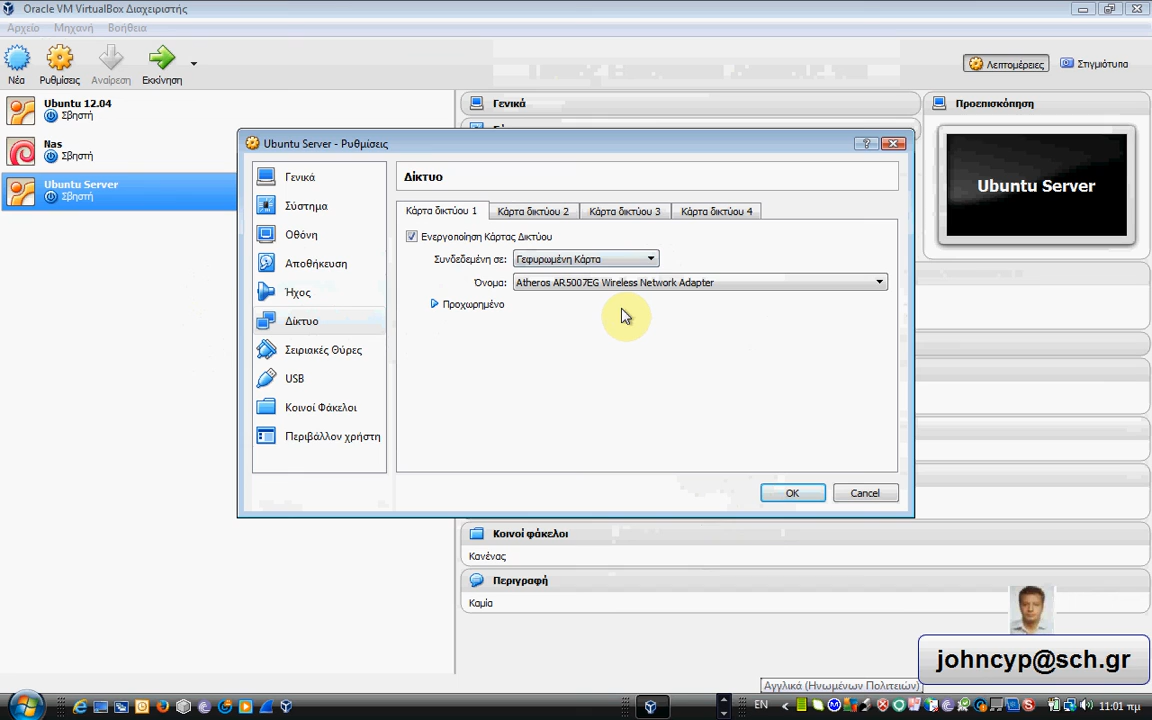 Oracle VM VirtualBox Διαχειριστής
Αρχείο Μηχανή Βοήθεια
Νέα Ρυθμίσεις Αναίρεση Εκκίνηση
Λεπτομέρειες Στιγμιότυπα
Ubuntu 12.04
Σβηστή
Nas
Σβηστή
Ubuntu Server
Σβηστή
Γενικά
Προεπισκόπηση
Ubuntu Server
Ubuntu Server - Ρυθμίσεις
Γενικά
Σύστημα
Οθόνη
Αποθήκευση
Ήχος
Δίκτυο
Σειριακές Θύρες
USB
Κοινοί Φάκελοι
Περιβάλλον χρήστη
Δίκτυο
Κάρτα δικτύου 1 Κάρτα δικτύου 2 Κάρτα δικτύου 3 Κάρτα δικτύου 4
Ενεργοποίηση Κάρτας Δικτύου
Συνδεδεμένη σε: Γεφυρωμένη Κάρτα
Όνομα: Atheros AR5007EG Wireless Network Adapter
Προχωρημένο
OK Cancel
Κοινοί φάκελοι
Κανένας
Περιγραφή
Καμία
johncyp@sch.gr
Αγγλικά (Ηνωμένων Πολιτειών)
EN 11:01 πμ